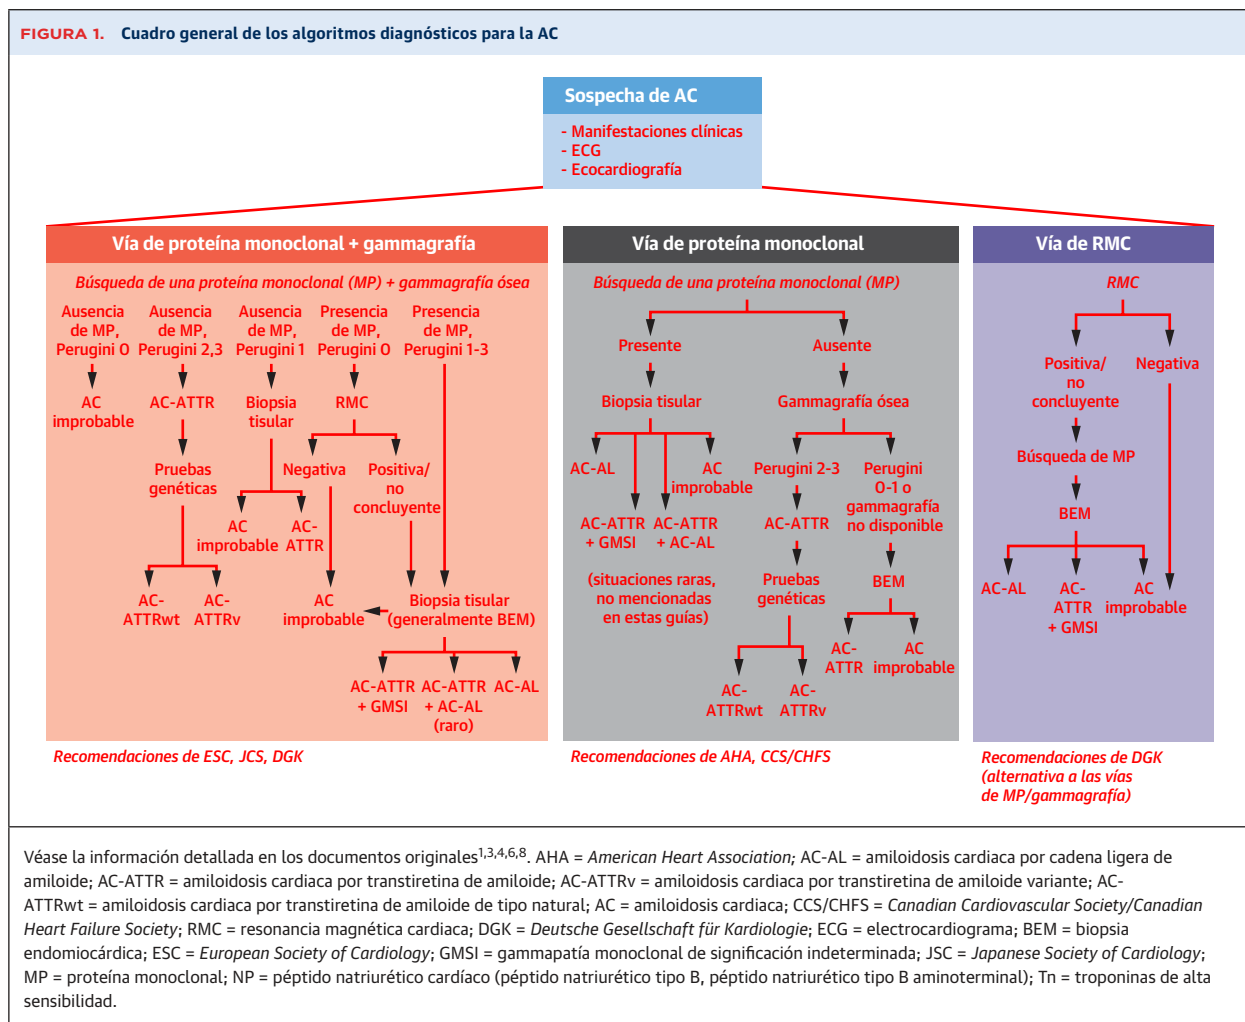 FIGURA 1. Cuadro general de los algoritmos diagnósticos para la AC
Sospecha de AC
- Manifestaciones clínicas
- ECG
- Ecocardiografía
Vía de proteína monoclonal + gammagrafía
Búsqueda de una proteína monoclonal (MP) + gammagrafía ósea
Ausencia
de MP,
Perugini 0
Ausencia
de MP,
Perugini 2,3
Ausencia
de MP,
Perugini 1
Presencia
de MP,
Perugini 0
Presencia
de MP,
Perugini 1-3
AC
improbable
AC-ATTR
Biopsia
tisular
RMC
Pruebas
genéticas
Negativa
Positiva/
no
concluyente
AC
improbable
AC-
ATTR
AC-
ATTRwt
AC-
ATTRv
AC
improbable
Biopsia tisular
(generalmente BEM)
AC-ATTR
+ GMSI
AC-ATTR
+ AC-AL
(raro)
AC-AL
Recomendaciones de ESC, JCS, DGK
Vía de proteína monoclonal
Búsqueda de una proteína monoclonal (MP)
Presente
Ausente
Biopsia tisular
Gammagrafía ósea
AC-AL
AC
improbable
Perugini 2-3
Perugini
0-1 o
gammagrafía
no disponible
AC-ATTR
+ GMSI
AC-ATTR
+ AC-AL
AC-ATTR
(situaciones raras,
no mencionadas
en estas guías)
Pruebas
genéticas
BEM
AC-
ATTR
AC
improbable
AC-
ATTRwt
AC-
ATTRv
Recomendaciones de AHA, CCS/CHFS
Vía de RMC
RMC
Positiva/
no
concluyente
Negativa
Búsqueda de MP
BEM
AC-AL
AC-
ATTR
+ GMSI
AC
improbable
Recomendaciones de DGK
(alternativa a las vías
de MP/gammagrafía)
Véase la información detallada en los documentos originales1,3,4,6,8. AHA = American Heart Association; AC-AL = amiloidosis cardiaca por cadena ligera de
amiloide; AC-ATTR = amiloidosis cardiaca por transtiretina de amiloide; AC-ATTRv = amiloidosis cardiaca por transtiretina de amiloide variante; AC-
ATTRwt = amiloidosis cardiaca por transtiretina de amiloide de tipo natural; AC = amiloidosis cardiaca; CCS/CHFS = Canadian Cardiovascular Society/Canadian
Heart Failure Society; RMC = resonancia magnética cardiaca; DGK = Deutsche Gesellschaft für Kardiologie; ECG = electrocardiograma; BEM = biopsia
endomiocárdica; ESC = European Society of Cardiology; GMSI = gammapatía monoclonal de significación indeterminada; JSC = Japanese Society of Cardiology;
MP = proteína monoclonal; NP = péptido natriurético cardíaco (péptido natriurético tipo B, péptido natriurético tipo B aminoterminal); Tn = troponinas de alta
sensibilidad.